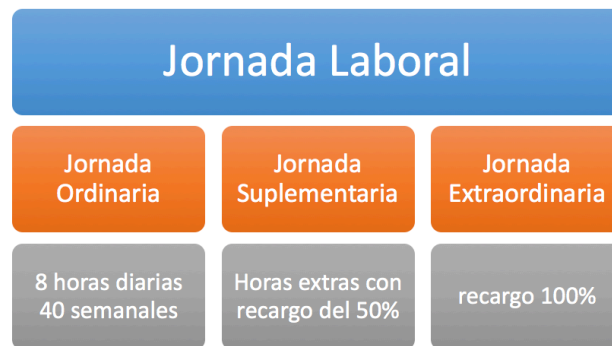 Jornada Laboral
Jornada
Ordinaria
Jornada
Suplementaria
Jornada
Extraordinaria
8 horas diarias
40 semanales
Horas extras con
recargo del 50%
recargo 100%